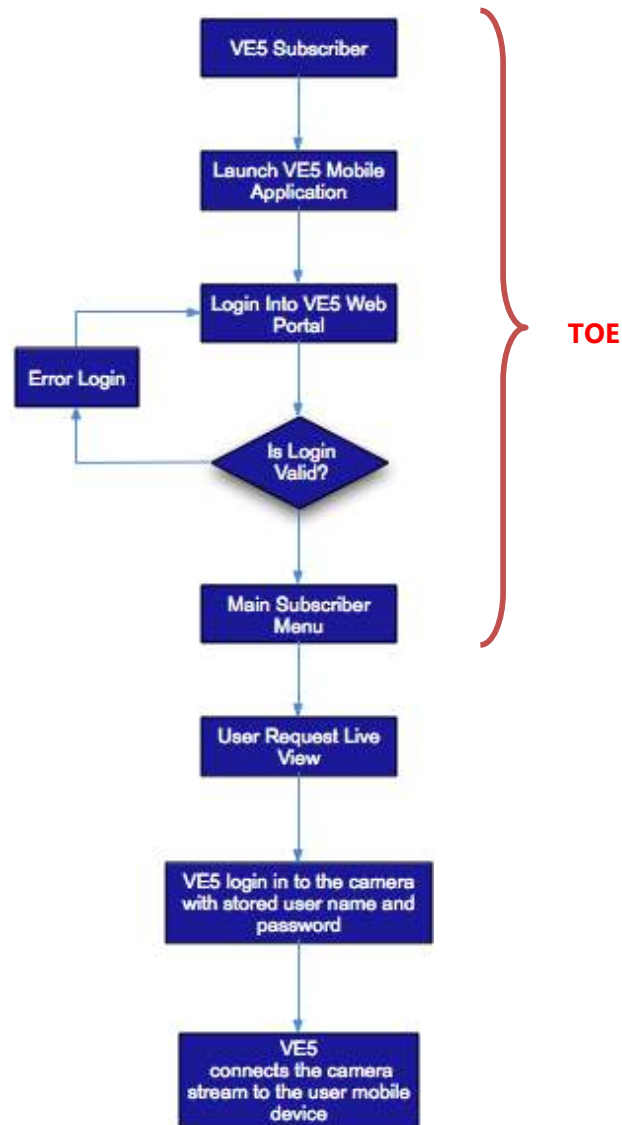 VE5 Subscriber
Launch VE5 Mobile
Application
Login Into VE5 Web
Portal
Error Login
TOE
Is Login
Valid?
Main Subscriber
Menu
User Request Live
View
VE5 login in to the camera
with stored user name and
password
VE5
connects the camera
stream to the user mobile
device